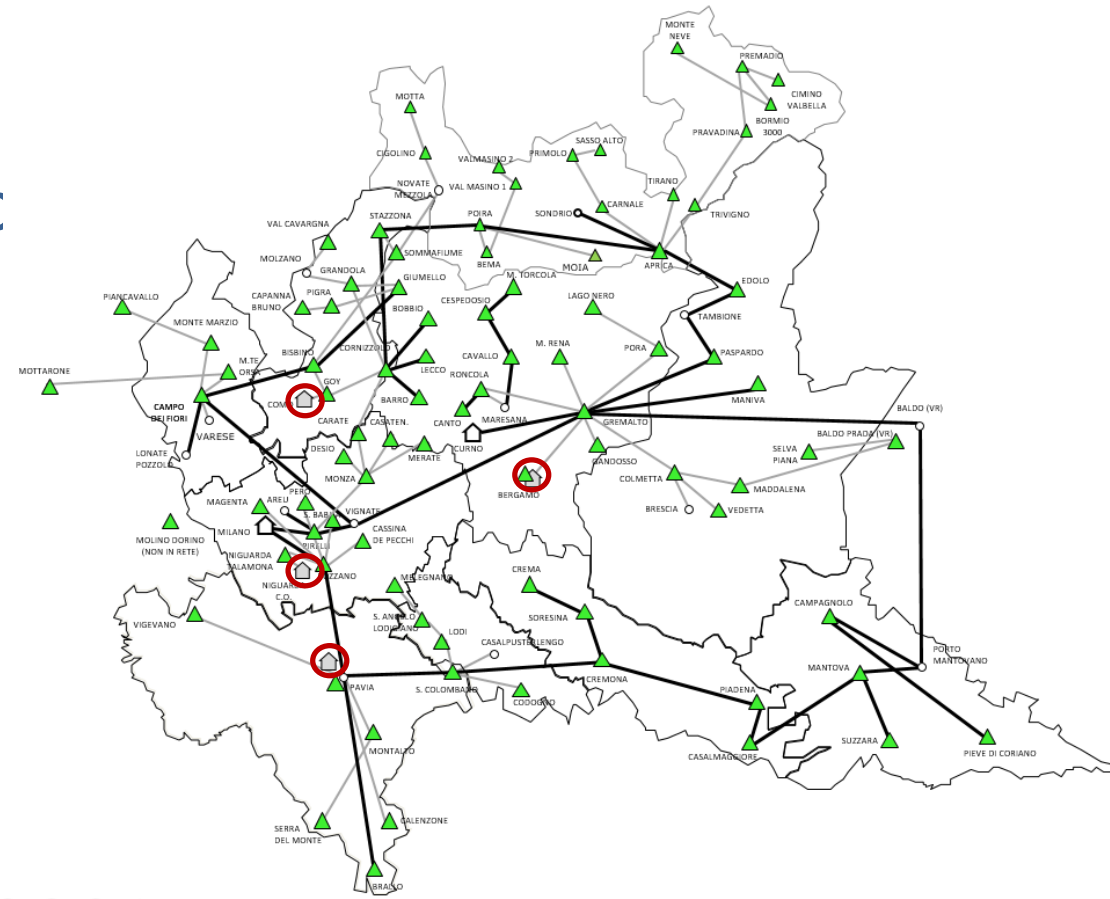 MONTE
NEVE
PREMADIO
CIMINO
VALBELLA
MOTTA
BORMIO
3000
PRAVADINA
SASSO ALTO
PRIMOLO
CIGOLINO
VALMASINO 2
TIRANO
NOVATE
MEZZOLA
VAL MASINO 1
CARNALE
TRIVIGNO
SONDRIO
POIRA
STAZZONA
VAL CAVARGNA
SOMMAFIUME
MOLZANO
BEMA
MOIA
APRICA
GRANDOLA
GIUMELLO
M. TORCOLA
EDOLO
PIANCAVALLO
CAPANNA
BRUNO
PIGRA
CESPEDOSIO
LAGO NERO
BOBBIO
TAMBIONE
MONTE MARZIO
BISBINO
CORNIZZOLO
M. RENA
PORA
CAVALLO
PASPARDO
LECCO
M.TE
ORSA
MOTTARONE
GOY
RONCOLA
BARRO
MANIVA
CAMPO
DEI FIORI
COMO
CARATE
CASATEN.
CANTO
MARESANA
GREMALTO
BALDO (VR)
VARESE
CURNO
BALDO PRADA (VR)
DESIO
MERATE
GANDOSSO
SELVA
PIANA
LONATE
POZZOLO
MONZA
COLMETTA
MADDALENA
BERGAMO
PERO
MAGENTA
ARELI
S. BAB
VIGNATE
BRESCIA
VEDETTA
MILANO
CASSINA
DE PECCHI
MOLINO DORINO
(NON IN RETE)
PIRELLI
NIGUARDA
TALAMONA
ZZANO
NIGUARDA
C.O.
MELEGNANO
CREMA
CAMPAGNOLO
VIGEVANO
S. ANGELO
LODIGIANO
LODI
SORESINA
CASALPUSTERLENGO
PORTO
MANTOVANO
MANTOVA
CREMONA
PAVIA
S. COLOMBANO
CODOGNO
PIADENA
MONTALTO
SUZZARA
CASALMAGGIORE
PIEVE DI CORIANO
SERRA
DEL MONTE
CALENZONE
BRALLO